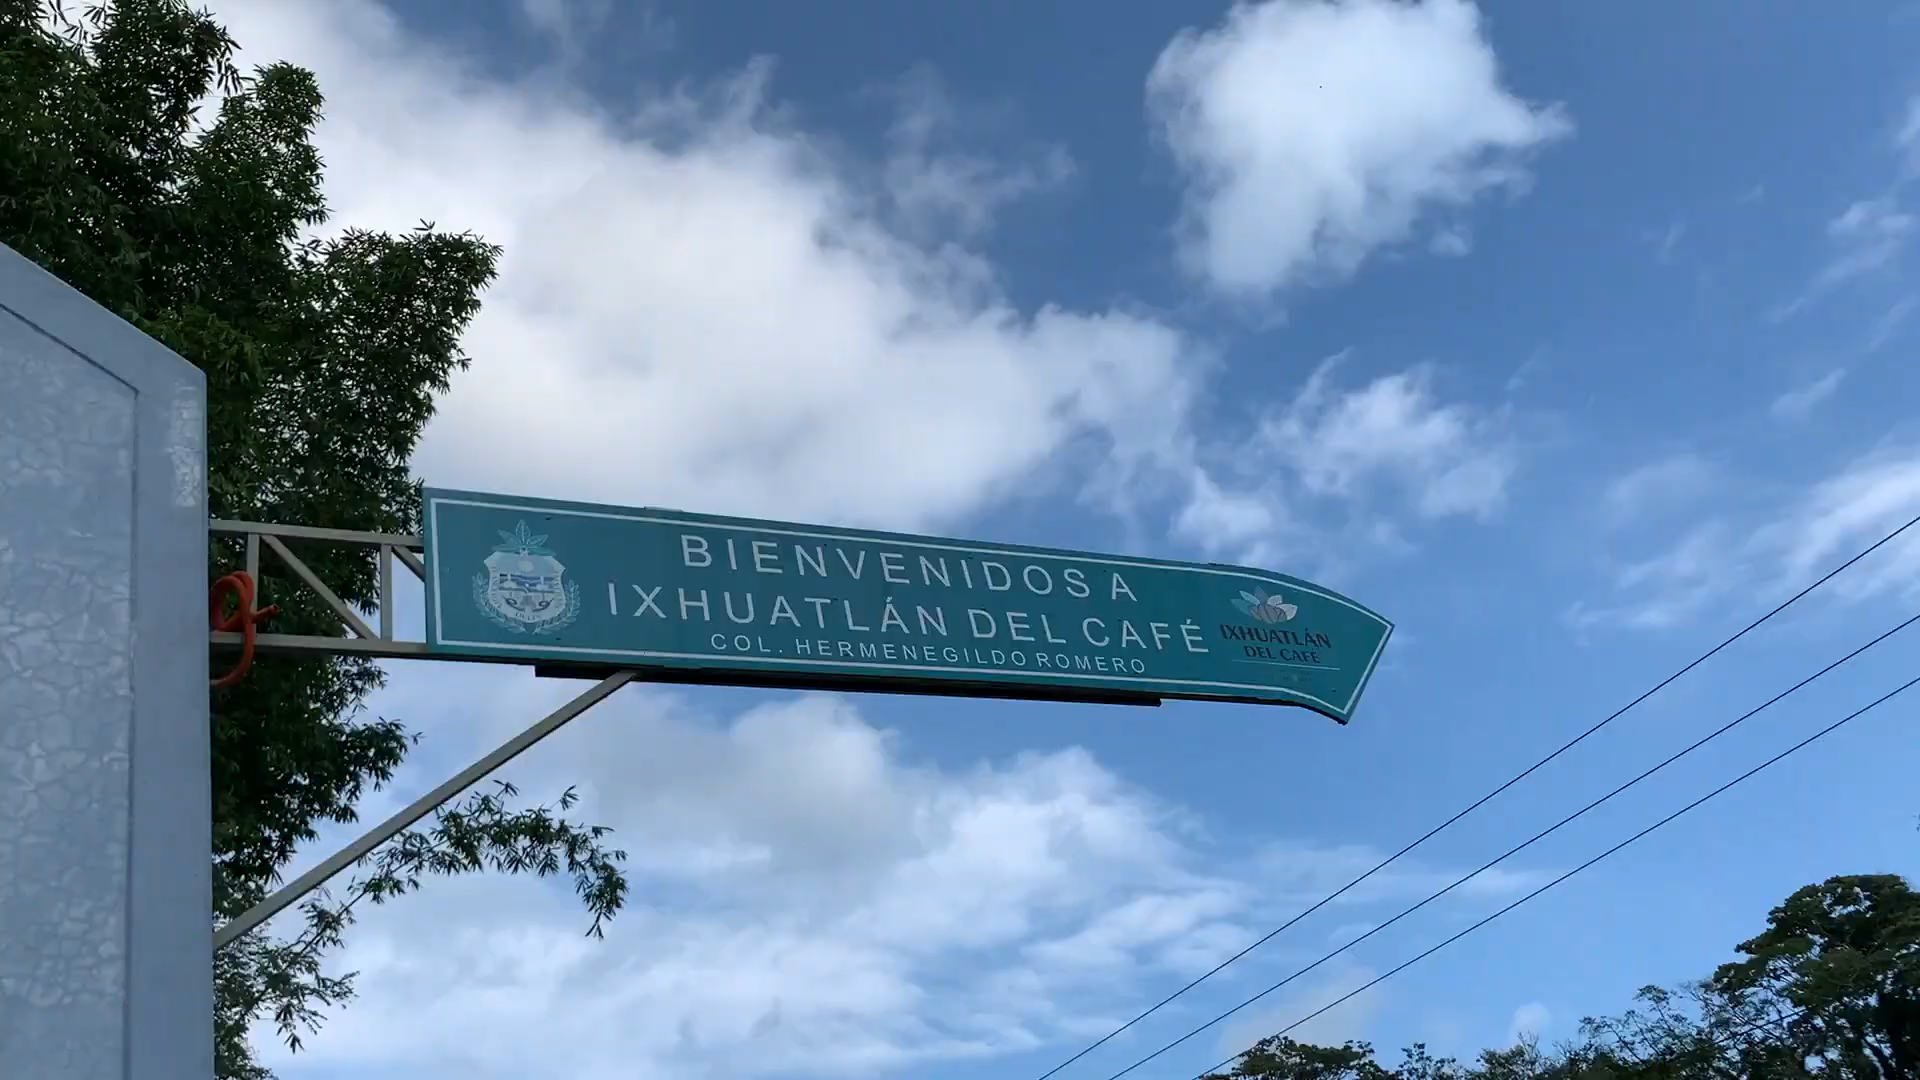 BIENVENIDOS A
IXHUATLÁN DEL CAFÉ
COL. HERMENEGILDO ROMERO
IXHUATLÁN
DEL CAFÉ